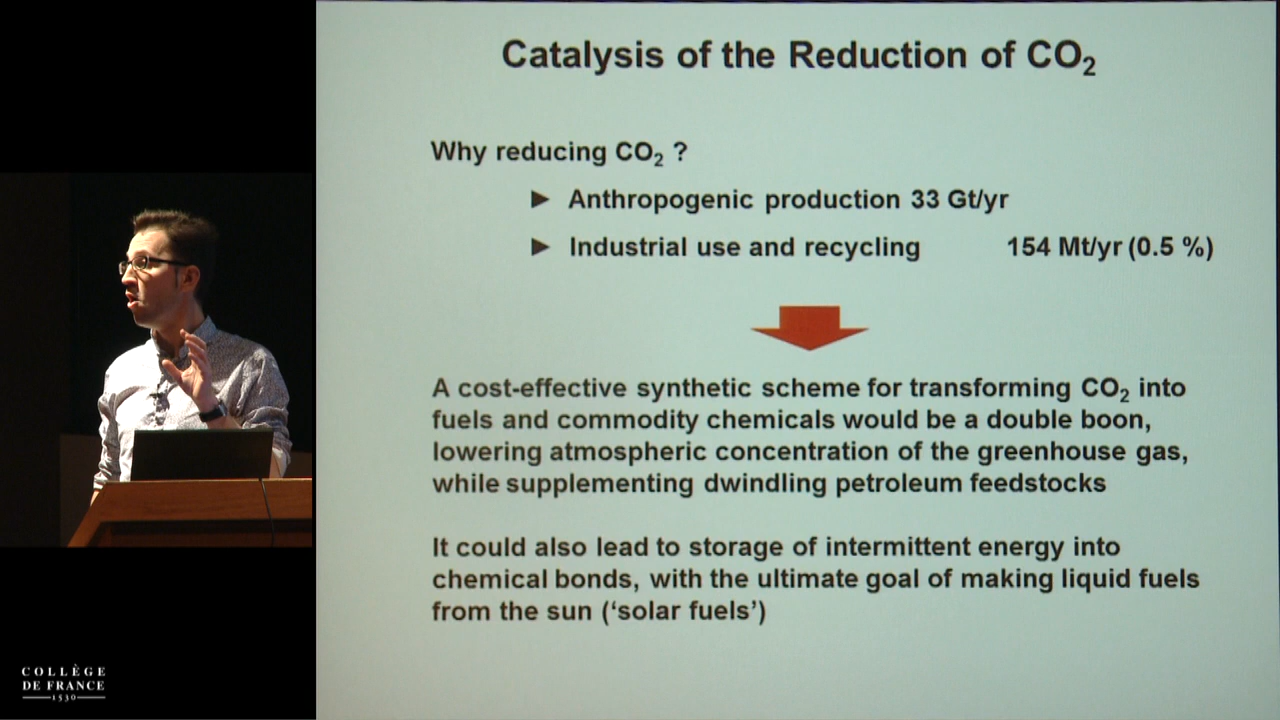 Catalysis of the Reduction of CO₂
Why reducing CO₂ ?
► Anthropogenic production 33 Gt/yr
► Industrial use and recycling 154 Mt/yr (0.5 %)
A cost-effective synthetic scheme for transforming CO₂ into
fuels and commodity chemicals would be a double boon,
lowering atmospheric concentration of the greenhouse gas,
while supplementing dwindling petroleum feedstocks
It could also lead to storage of intermittent energy into
chemical bonds, with the ultimate goal of making liquid fuels
from the sun (‘solar fuels’)
COLLÈGE
DE FRANCE
1530